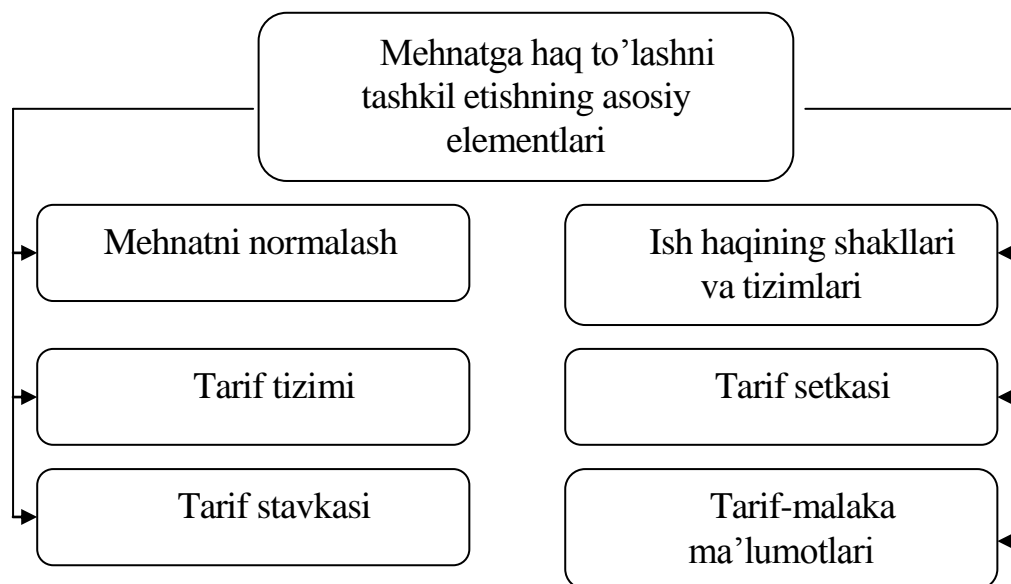 Mehnatga haq to’lashni
tashkil etishning asosiy
elementlari
Mehnatni normalash
Ish haqining shakllari
va tizimlari
Tarif tizimi
Tarif setkasi
Tarif stavkasi
Tarif-malaka
ma’lumotlari